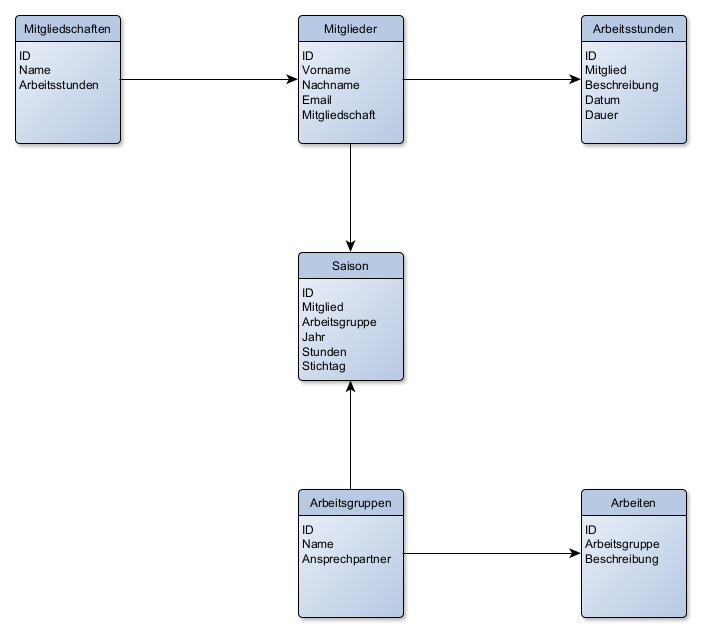 Mitgliedschaften
ID
Name
Arbeitsstunden
Mitglieder
ID
Vorname
Nachname
Email
Mitgliedschaft
Arbeitsstunden
ID
Mitglied
Beschreibung
Datum
Dauer
Saison
ID
Mitglied
Arbeitsgruppe
Jahr
Stunden
Stichtag
Arbeitsgruppen
ID
Name
Ansprechpartner
Arbeiten
ID
Arbeitsgruppe
Beschreibung